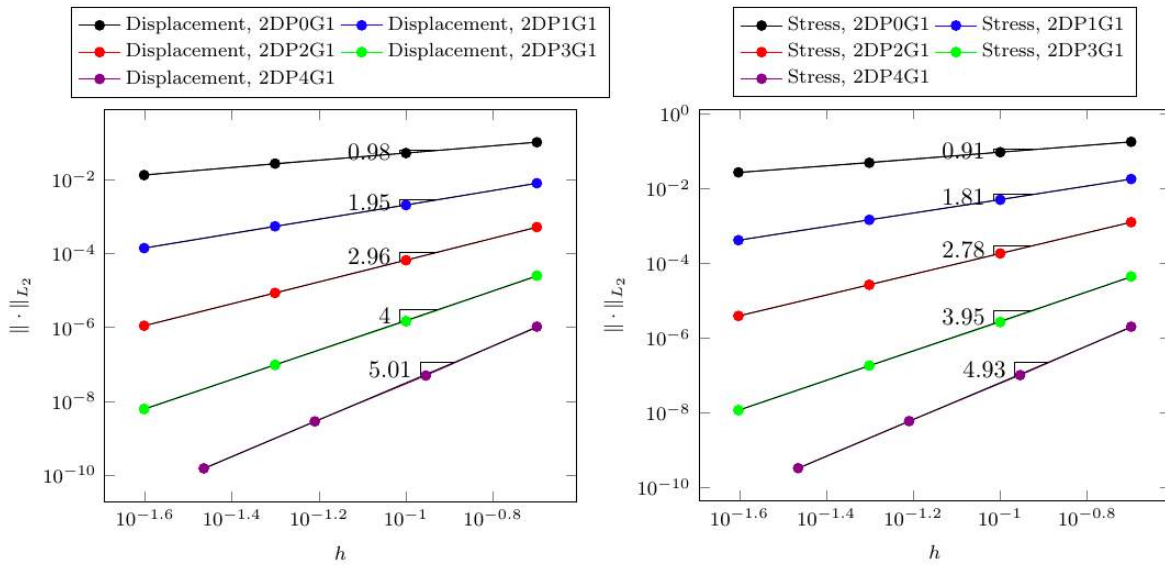 Displacement, 2DP0G1 Displacement, 2DP1G1
Displacement, 2DP2G1 Displacement, 2DP3G1
Displacement, 2DP4G1
10^{-2}
10^{-4}
10^{-6}
10^{-8}
10^{-10}
‖ · ‖_{L_2}
0.98
1.95
2.96
4
5.01
10^{-1.6} 10^{-1.4} 10^{-1.2} 10^{-1} 10^{-0.8}
h
Stress, 2DP0G1 Stress, 2DP1G1
Stress, 2DP2G1 Stress, 2DP3G1
Stress, 2DP4G1
10^{0}
10^{-2}
10^{-4}
10^{-6}
10^{-8}
10^{-10}
‖ · ‖_{L_2}
0.91
1.81
2.78
3.95
4.93
10^{-1.6} 10^{-1.4} 10^{-1.2} 10^{-1} 10^{-0.8}
h